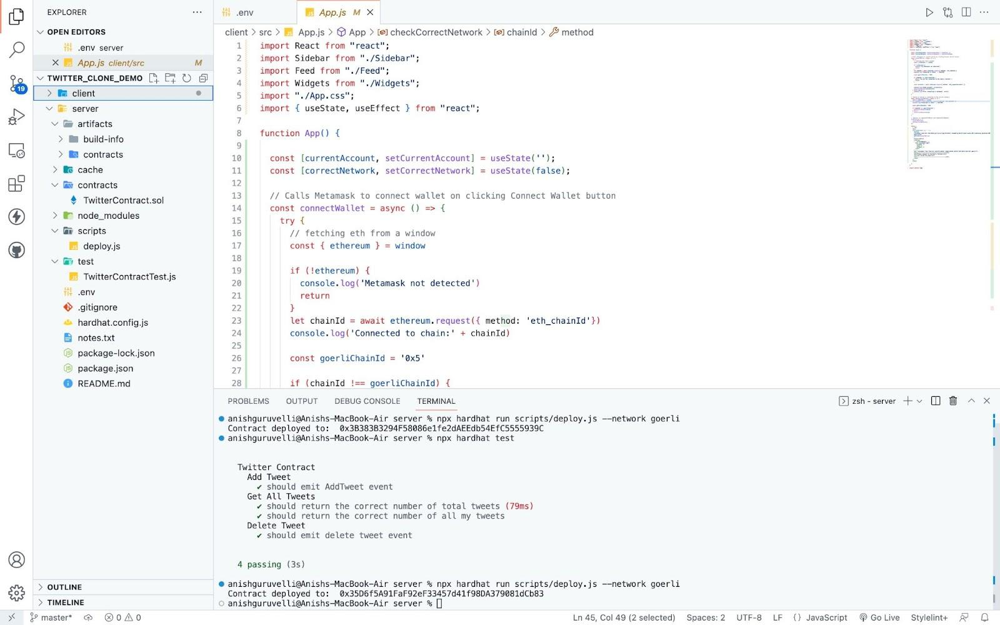 EXPLORER
OPEN EDITORS
.env server
App.js client/src M
TWITTER_CLONE_DEMO
19
client
server
artifacts
build-info
contracts
cache
contracts
TwitterContract.sol
node_modules
scripts
deploy.js
test
TwitterContractTest.js
.env
.gitignore
hardhat.config.js
notes.txt
package-lock.json
package.json
README.md
OUTLINE
TIMELINE
.env
App.js M
client > src > App.js > App > checkCorrectNetwork > chainId > method
1 import React from "react";
2 import Sidebar from "./Sidebar";
3 import Feed from "./Feed";
4 import Widgets from "./Widgets";
5 import "./App.css";
6 import { useState, useEffect } from "react";
7
8 function App() {
9
10 const [currentAccount, setCurrentAccount] = useState('');
11 const [correctNetwork, setCorrectNetwork] = useState(false);
12
13 // Calls Metamask to connect wallet on clicking Connect Wallet button
14 const connectWallet = async () => {
15 try {
16 // fetching eth from a window
17 const { ethereum } = window
18
19 if (!ethereum) {
20 console.log('Metamask not detected')
21 return
22 }
23 let chainId = await ethereum.request({ method: 'eth_chainId'})
24 console.log('Connected to chain:' + chainId)
25
26 const goerliChainId = '0x5'
27
28 if (chainId !== goerliChainId) {
PROBLEMS OUTPUT DEBUG CONSOLE TERMINAL
zsh - server
anishguruvelli@Anishs-MacBook-Air server % npx hardhat run scripts/deploy.js --network goerli
Contract deployed to: 0x3B383B3294F58086e1fe2dAEEdb54EfC5555939C
anishguruvelli@Anishs-MacBook-Air server % npx hardhat test
Twitter Contract
Add Tweet
✔ should emit AddTweet event
Get All Tweets
✔ should return the correct number of total tweets (79ms)
✔ should return the correct number of all my tweets
Delete Tweet
✔ should emit delete tweet event
4 passing (3s)
anishguruvelli@Anishs-MacBook-Air server % npx hardhat run scripts/deploy.js --network goerli
Contract deployed to: 0x35D6f5A91FaF92eF33457d41f98DA379081dCb83
anishguruvelli@Anishs-MacBook-Air server %
master* 0 0 Ln 45, Col 49 (2 selected) Spaces: 2 UTF-8 LF {} JavaScript Go Live Stylelint+